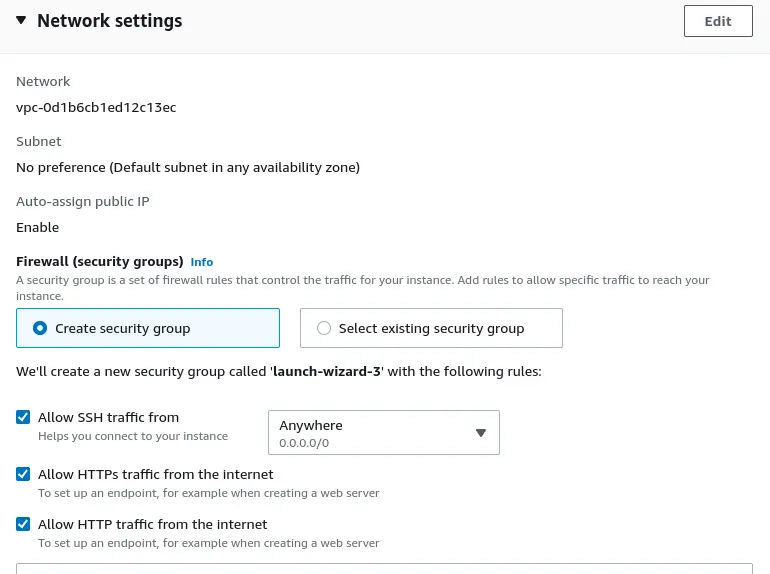 Network settings
Edit
Network
vpc-0d1b6cb1ed12c13ec
Subnet
No preference (Default subnet in any availability zone)
Auto-assign public IP
Enable
Firewall (security groups) Info
A security group is a set of firewall rules that control the traffic for your instance. Add rules to allow specific traffic to reach your
instance.
Create security group
Select existing security group
We'll create a new security group called 'launch-wizard-3' with the following rules:
Allow SSH traffic from
Helps you connect to your instance
Anywhere
0.0.0.0/0
Allow HTTPs traffic from the internet
To set up an endpoint, for example when creating a web server
Allow HTTP traffic from the internet
To set up an endpoint, for example when creating a web server